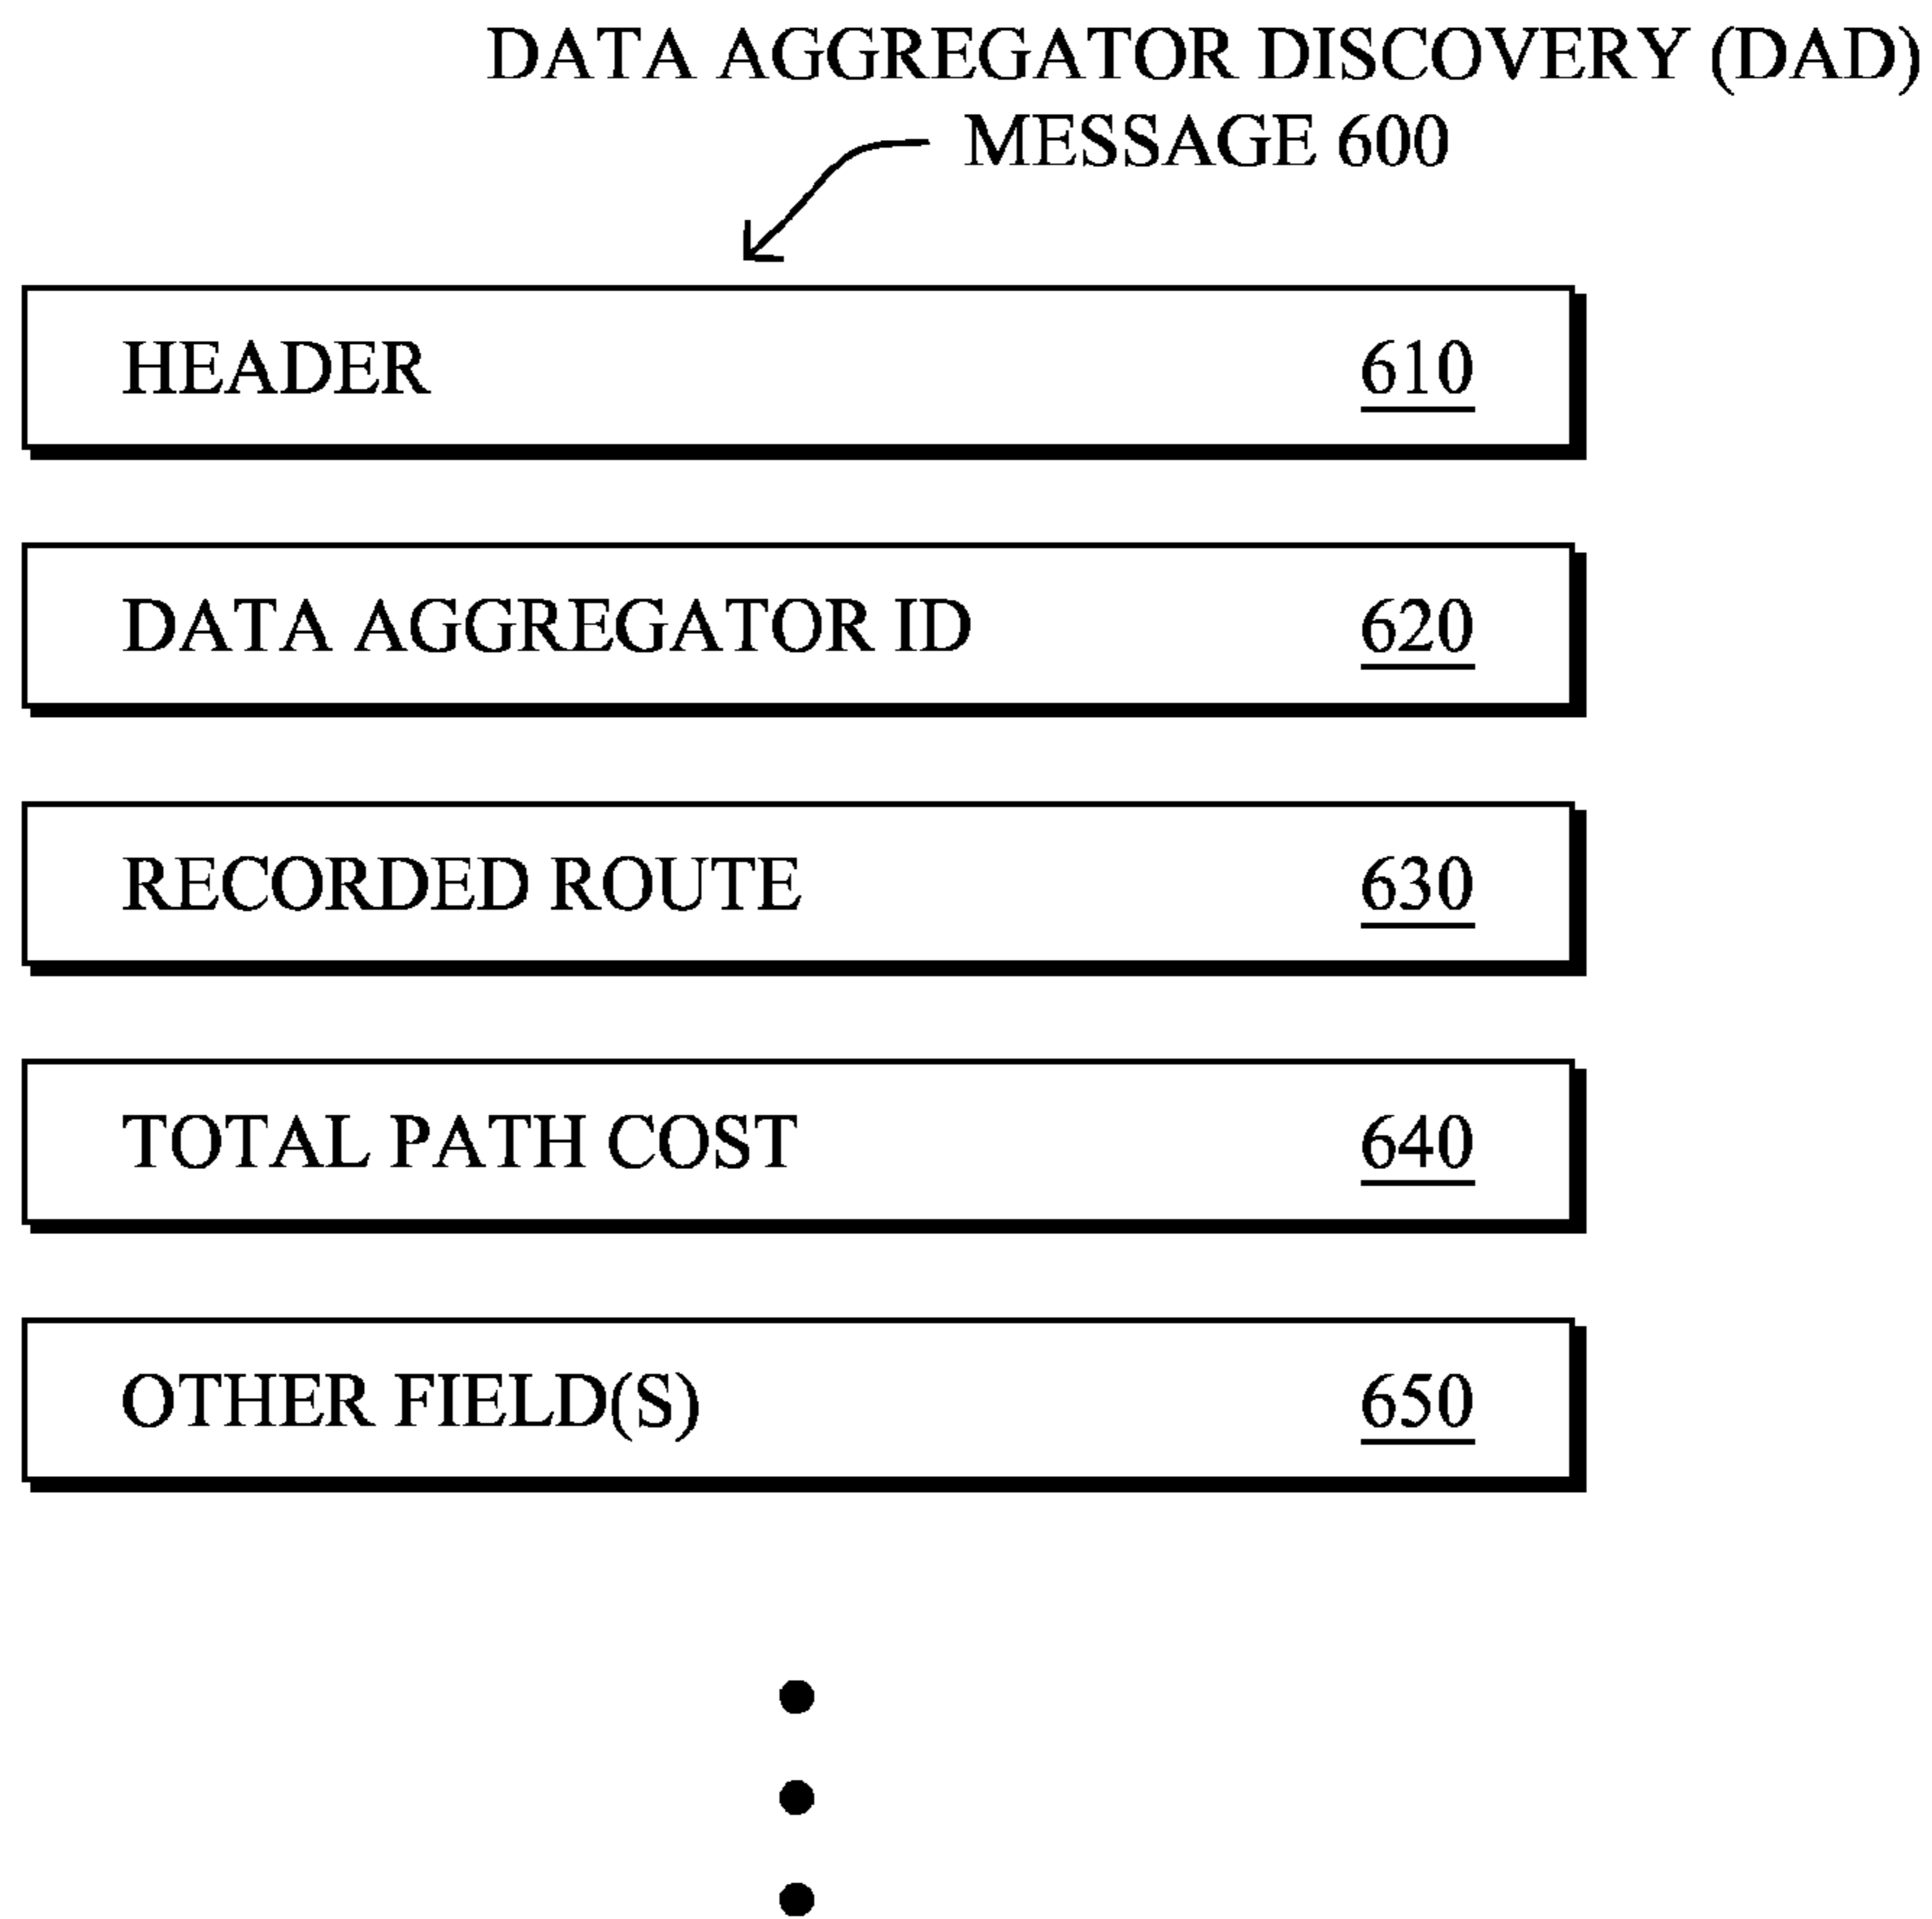 DATA AGGREGATOR DISCOVERY (DAD)
MESSAGE 600
HEADER 610
DATA AGGREGATOR ID 620
RECORDED ROUTE 630
TOTAL PATH COST 640
OTHER FIELD(S) 650